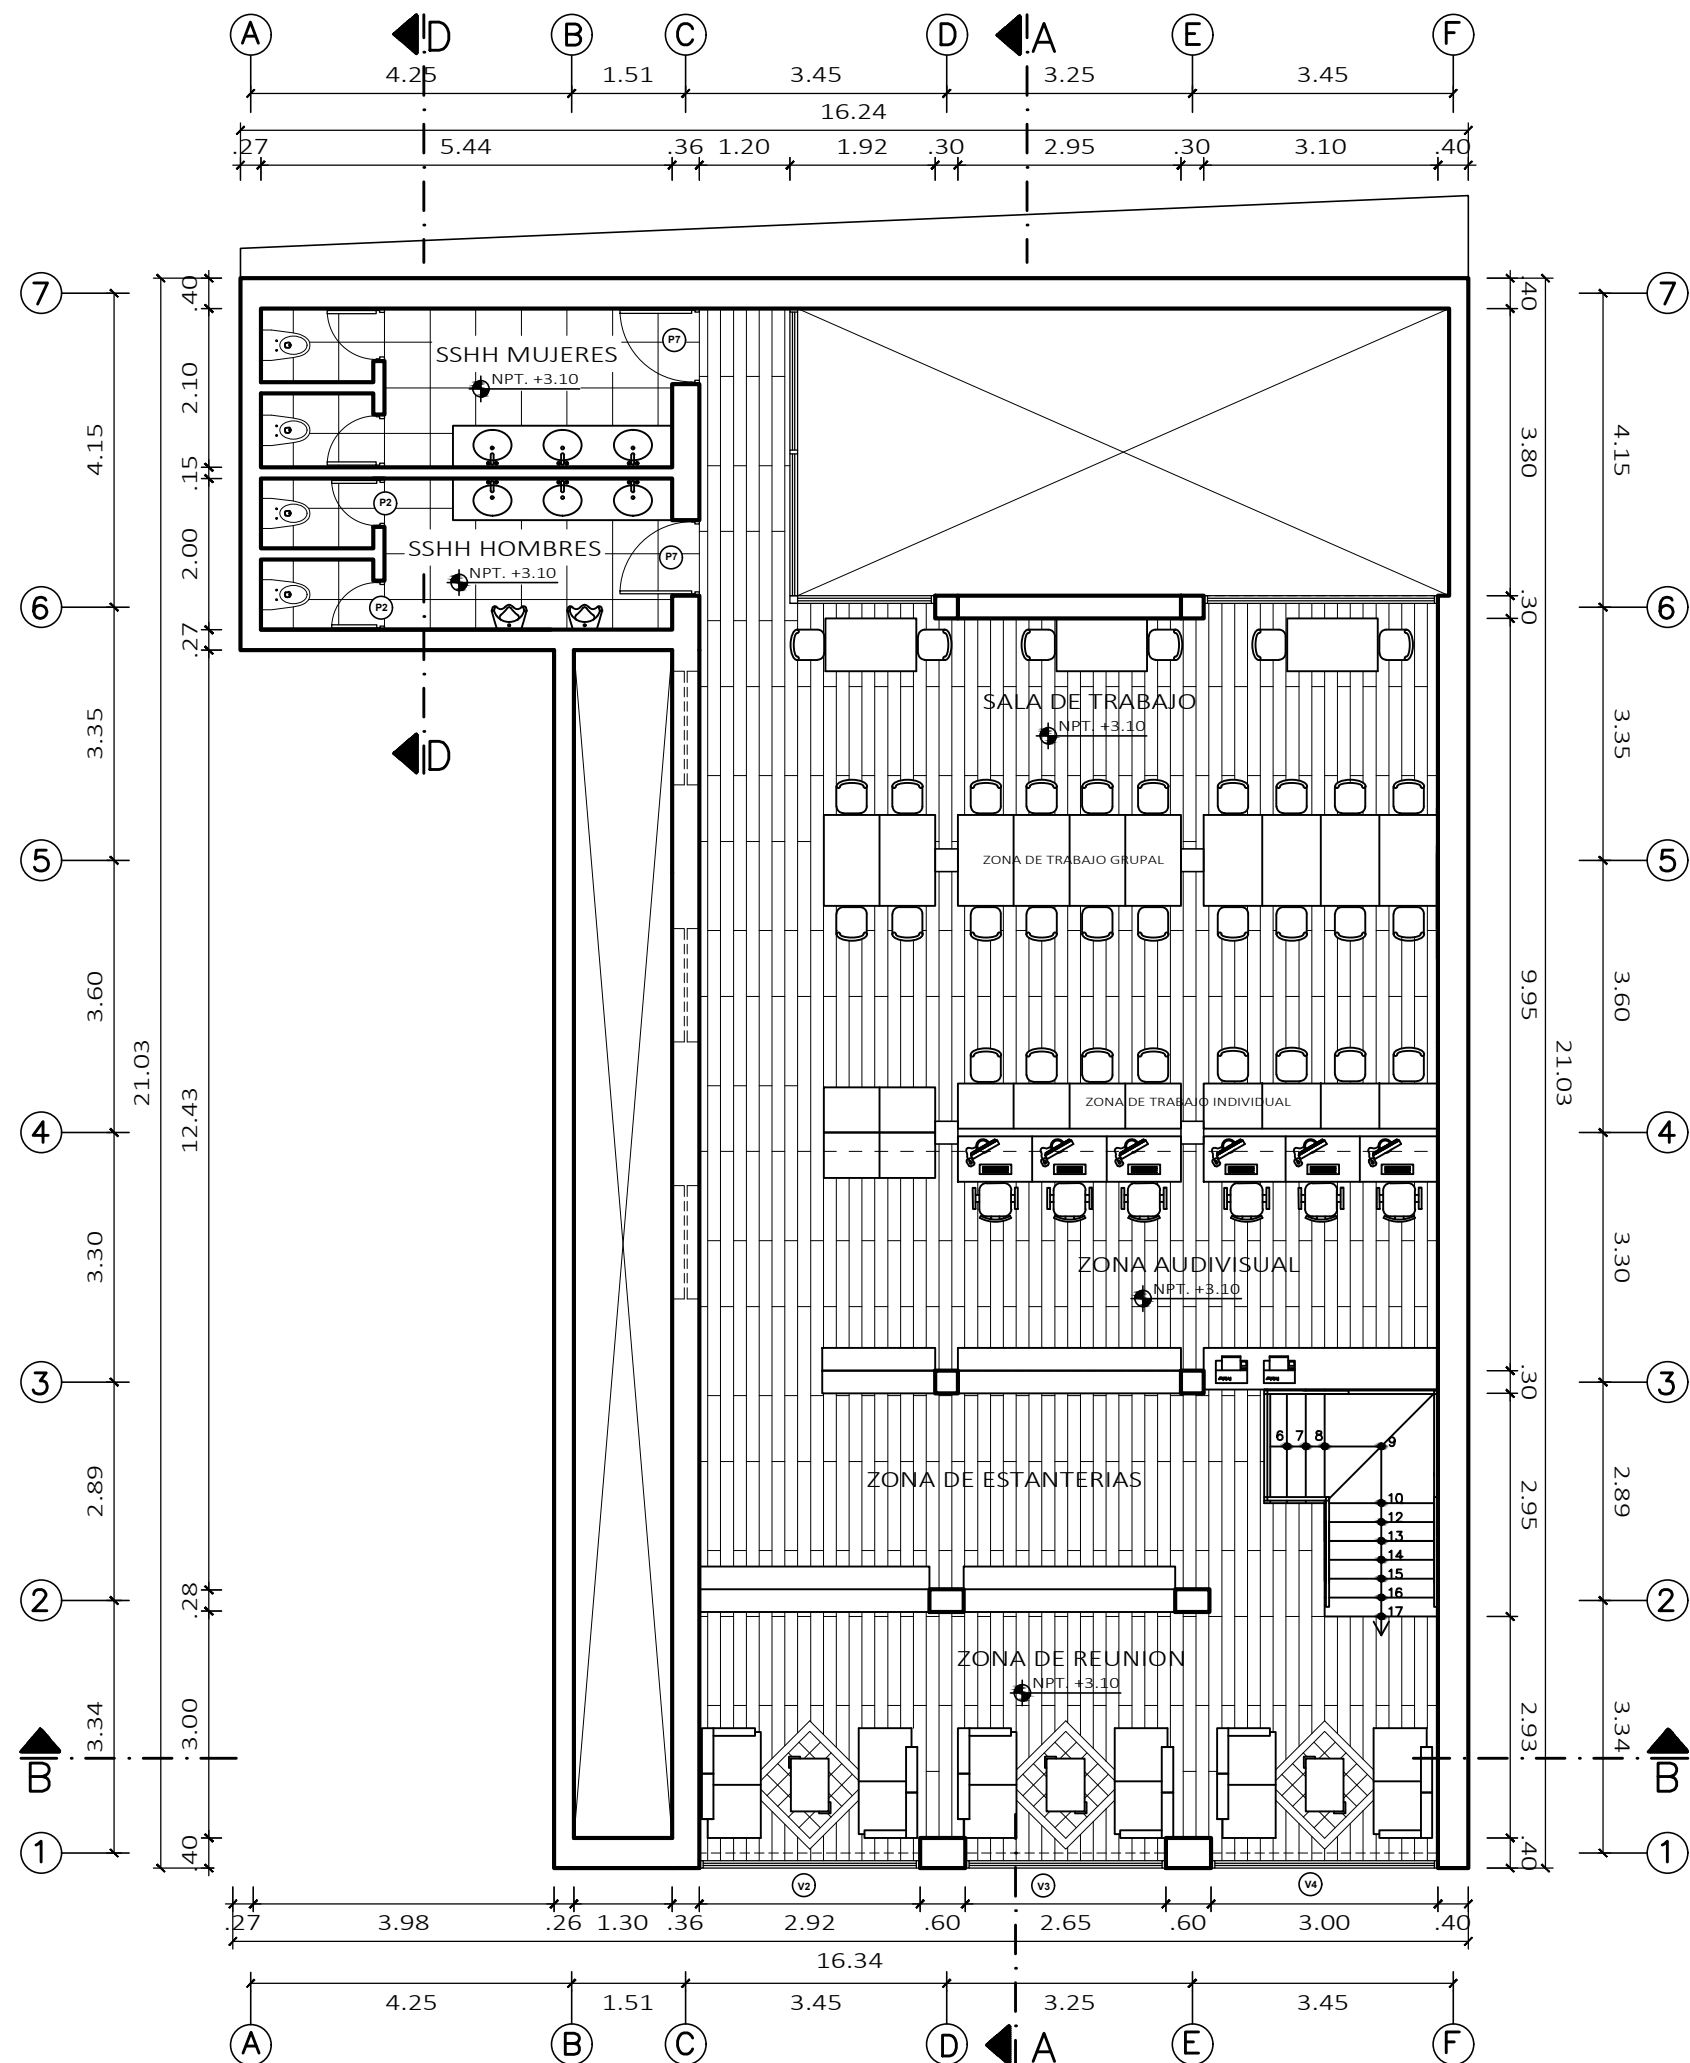 A D B C D A E F
4.25 1.51 3.45 3.25 3.45
16.24
.27 5.44 .36 1.20 1.92 .30 2.95 .30 3.10 .40
7 .40 .40 7
P7
SSHH MUJERES
NPT. +3.10
2.10
4.15 3.80 4.15
.15
P2
2.00
SSHH HOMBRES
P7
NPT. +3.10
P2
6 .30 6
.27
SALA DE TRABAJO
NPT. +3.10
3.35 3.35
D
5 ZONA DE TRABAJO GRUPAL 5
3.60 9.95 3.60
21.03 21.03
12.43
ZONA DE TRABAJO INDIVIDUAL
4 4
3.30 3.30
ZONA AUDIVISUAL
NPT. +3.10
3 .30 3
6 7 8 9
ZONA DE ESTANTERIAS
2.89 2.95 2.89
10
12
13
14
15
16
17
2 .28 2
ZONA DE REUNION
NPT. +3.10
3.34 3.00 2.93 3.34
B B
1 .40 .40 1
V2 V3 V4
.27 3.98 .26 1.30 .36 2.92 .60 2.65 .60 3.00 .40
16.34
4.25 1.51 3.45 3.25 3.45
A B C D A E F